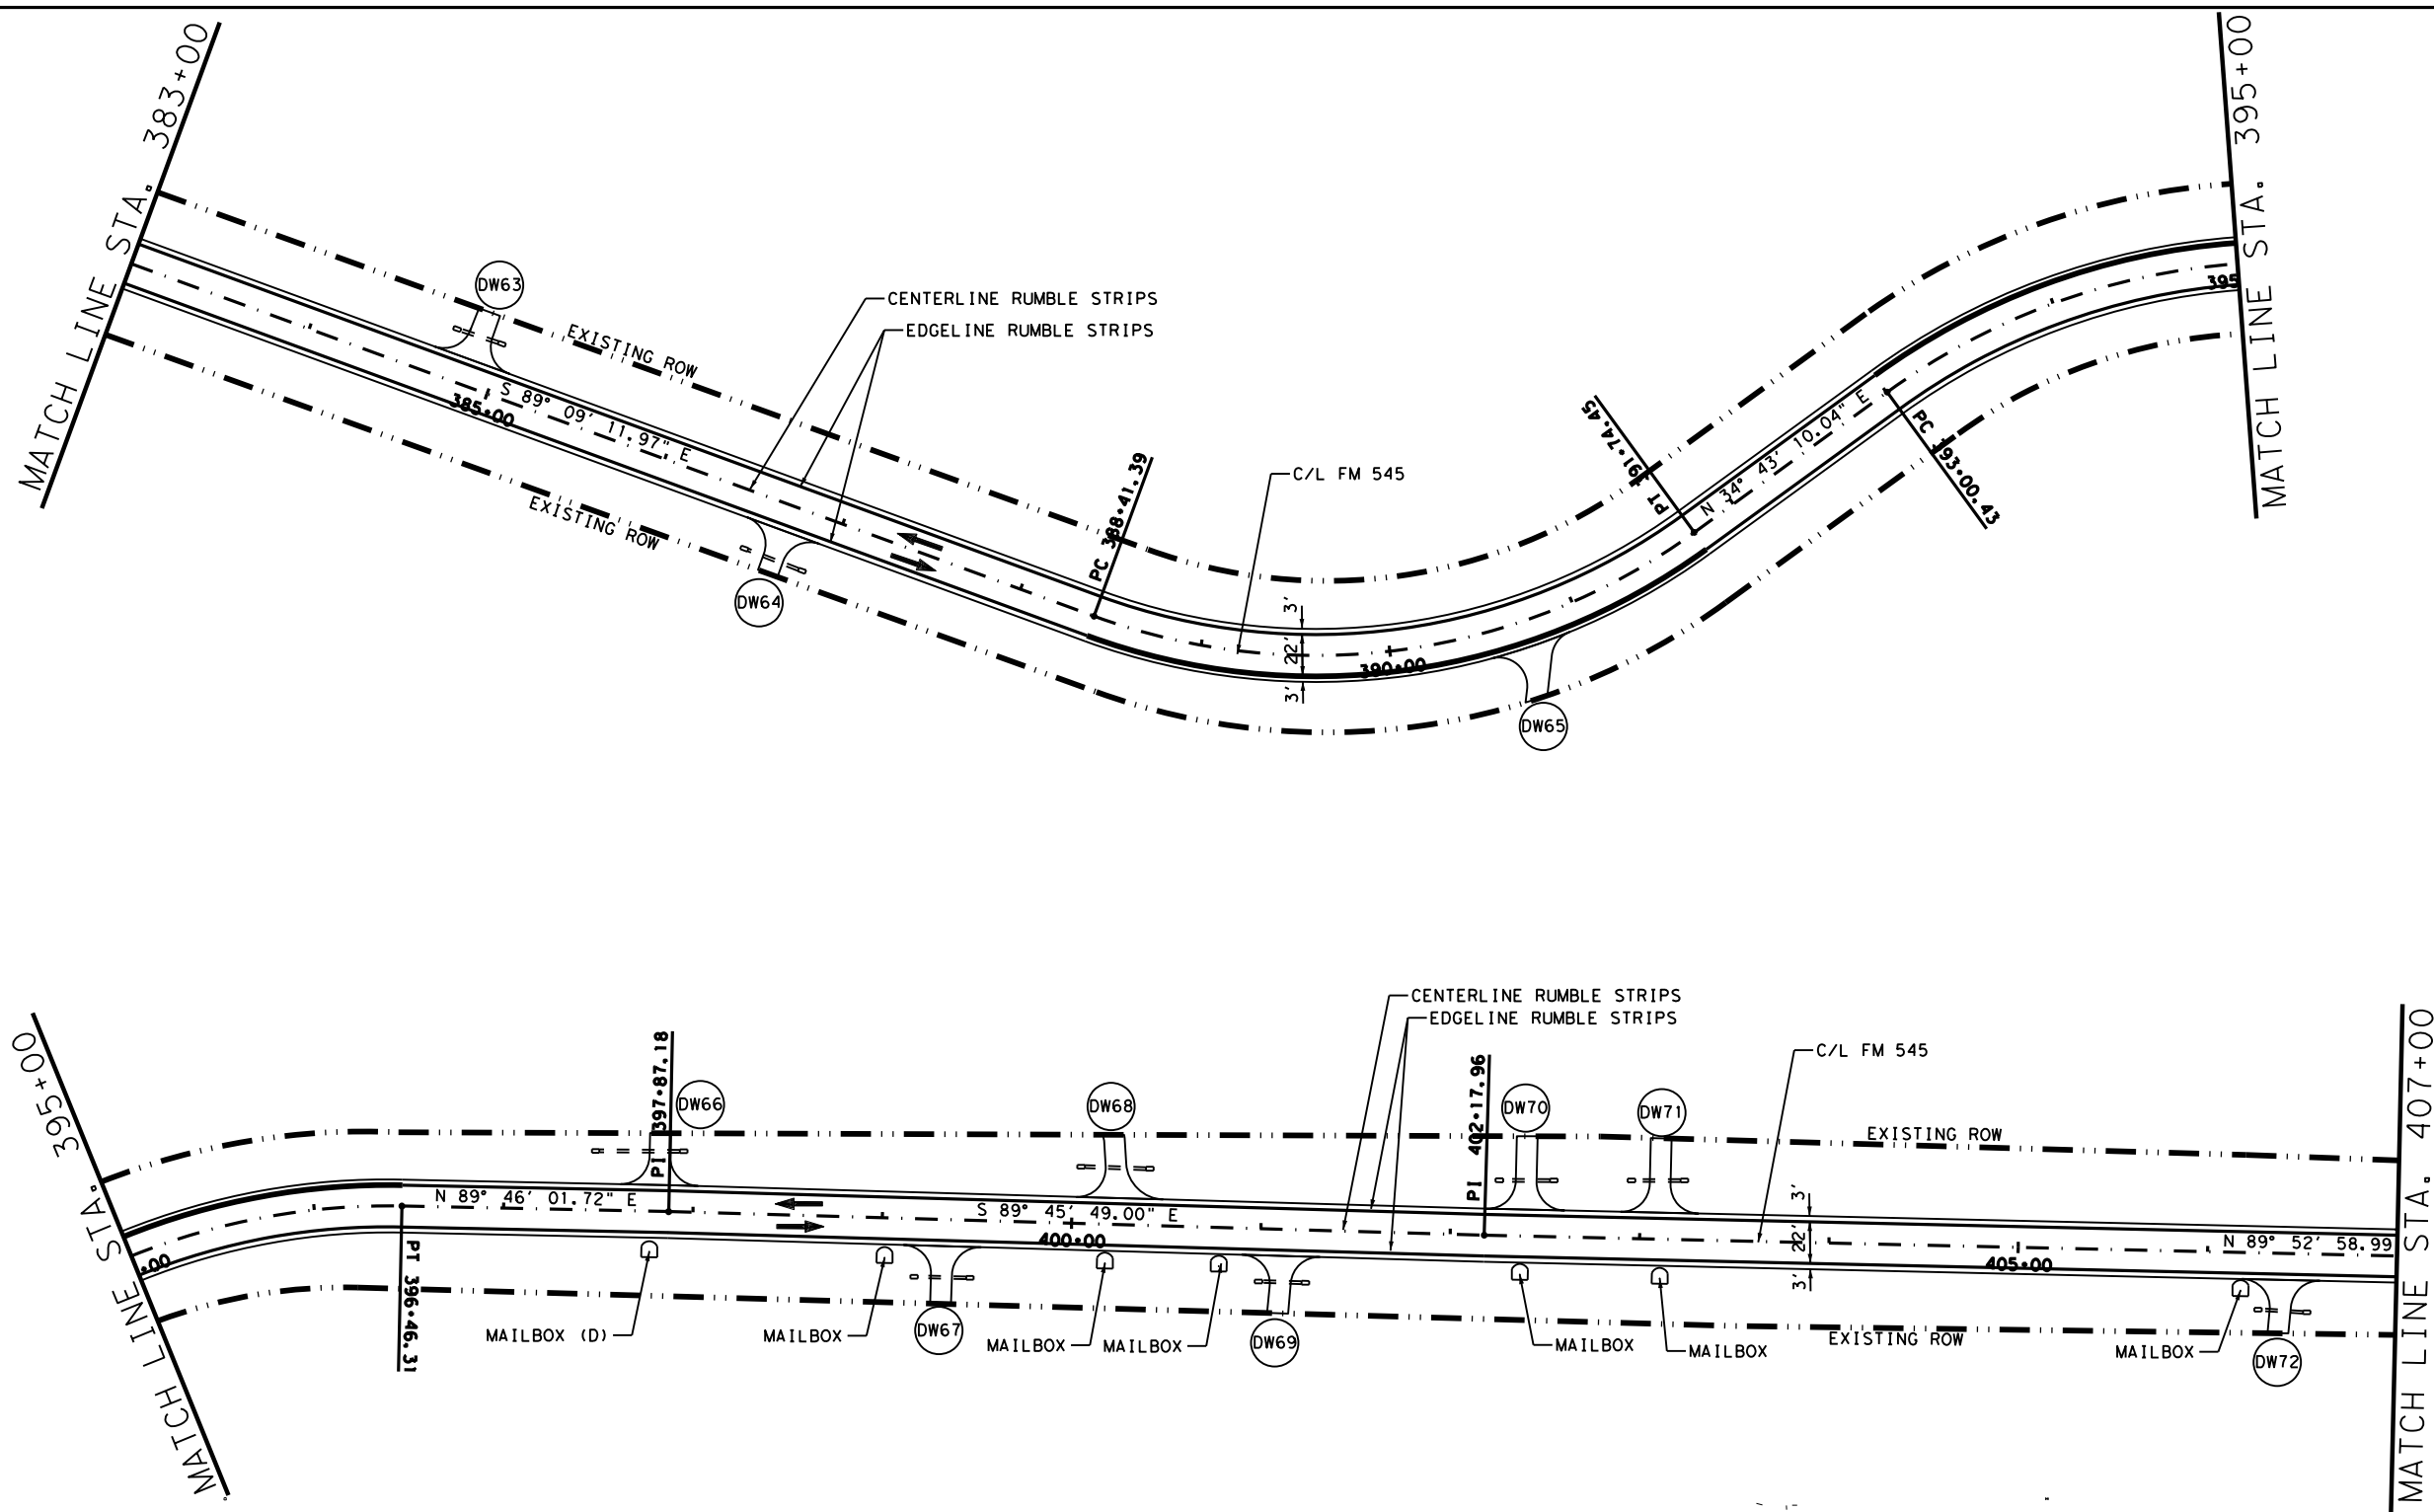 MATCH LINE STA. 383+00
DW63
EXISTING ROW
CENTERLINE RUMBLE STRIPS
EDGELINE RUMBLE STRIPS
S 89° 09' 11.97" E
385+00
EXISTING ROW
DW64
PC 388+41.39
C/L FM 545
3'
22'
3'
390+00
DW65
PT 391+74.45
N 34° 43' 10.04" E
PC 393+00.43
395
MATCH LINE STA. 395+00
MATCH LINE STA. 395+00
+00
PT 396+46.31
N 89° 46' 01.72" E
PI 397+87.18
DW66
MAILBOX (D)
MAILBOX
DW67
S 89° 45' 49.00" E
400+00
DW68
MAILBOX
MAILBOX
DW69
CENTERLINE RUMBLE STRIPS
EDGELINE RUMBLE STRIPS
PI 402+17.96
DW70
DW71
MAILBOX
MAILBOX
C/L FM 545
3'
22'
3'
EXISTING ROW
EXISTING ROW
405+00
N 89° 52' 58.99
MAILBOX
DW72
MATCH LINE STA. 407+00